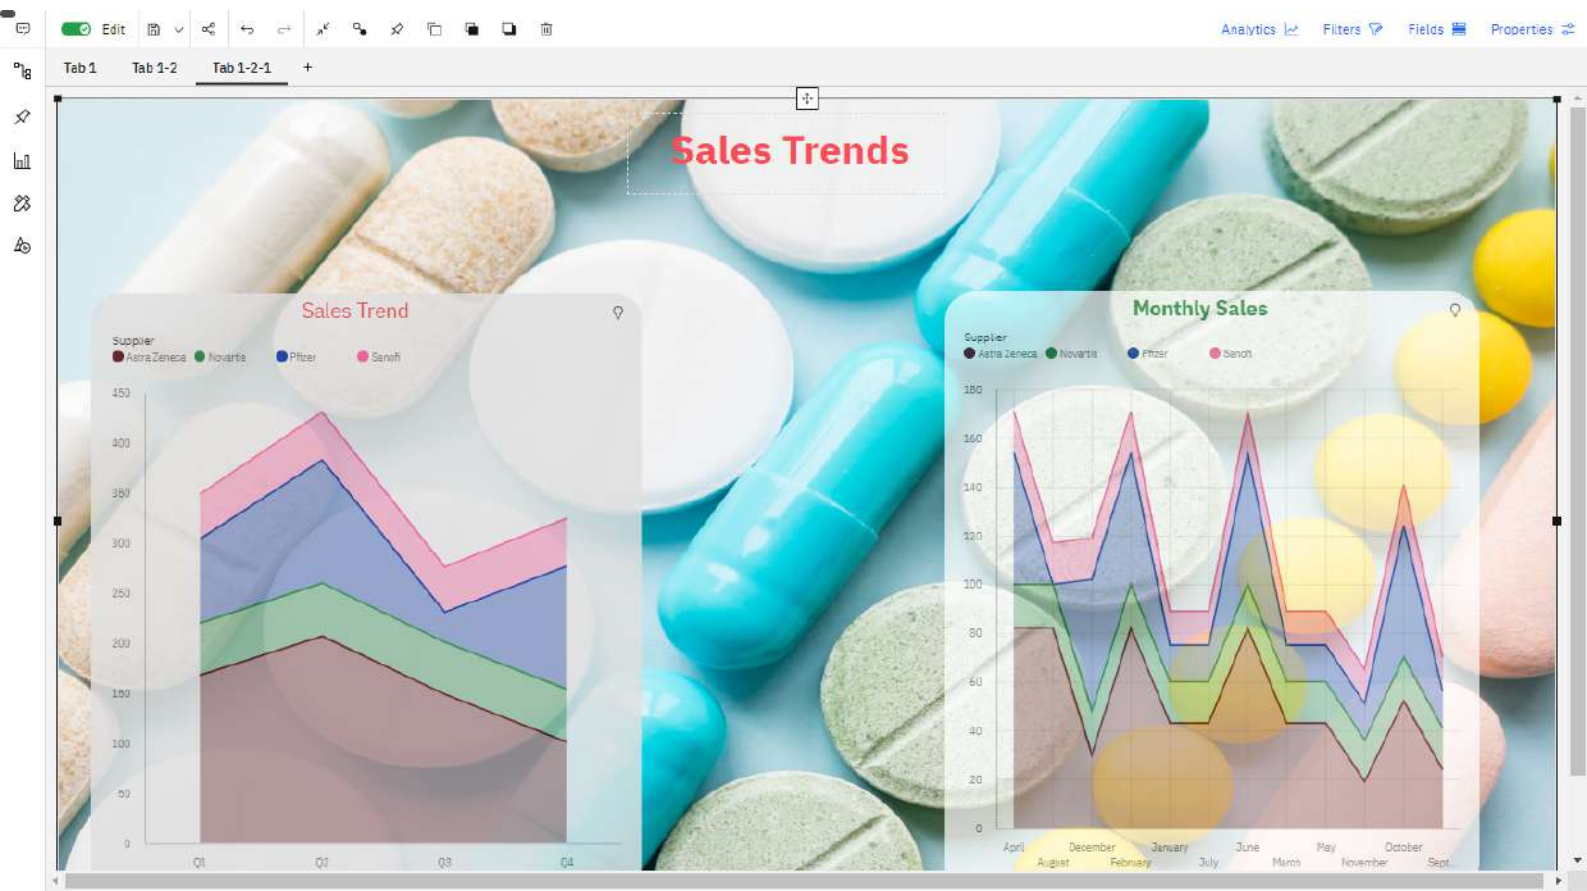 Edit
Analytics Filters Fields Properties
Tab 1 Tab 1-2 Tab 1-2-1 +
Sales Trends
Sales Trend
Supplier
Astra Zeneca Novartis Pfizer Sanofi
450
400
350
300
250
200
150
100
50
0
Q1 Q2 Q3 Q4
Monthly Sales
Supplier
Astra Zeneca Novartis Pfizer Sanofi
180
160
140
120
100
80
60
40
20
0
April December January June May October
August February July March November Sept...